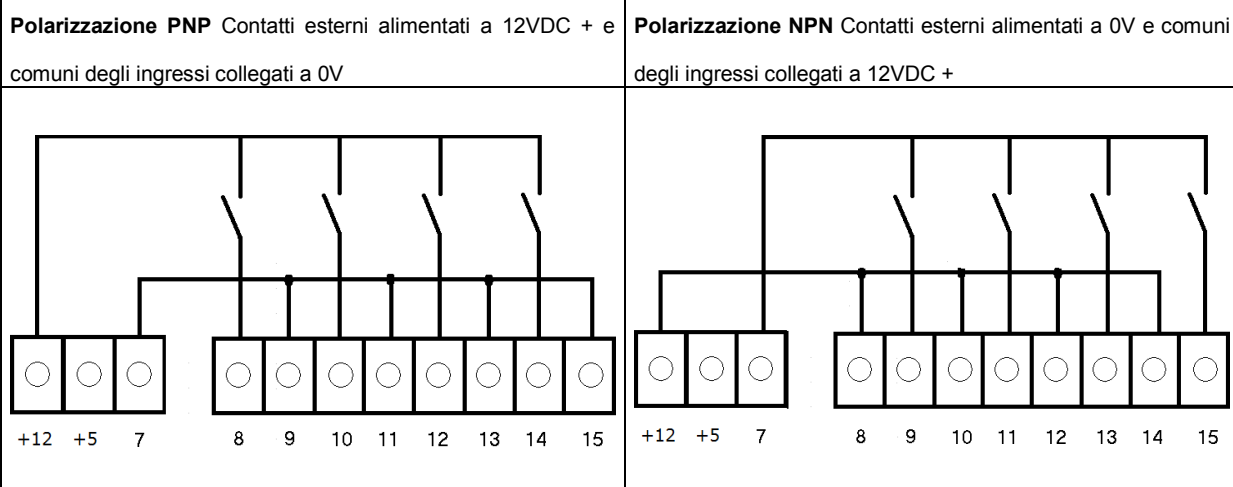 Polarizzazione PNP Contatti esterni alimentati a 12VDC + e
comuni degli ingressi collegati a 0V
Polarizzazione NPN Contatti esterni alimentati a 0V e comuni
degli ingressi collegati a 12VDC +
+12 +5 7 8 9 10 11 12 13 14 15
+12 +5 7 8 9 10 11 12 13 14 15